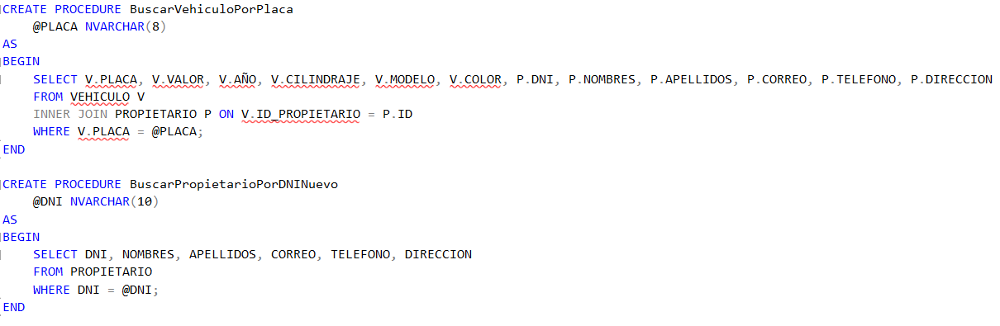 CREATE PROCEDURE BuscarVehiculoPorPlaca
@PLACA NVARCHAR(8)
AS
BEGIN
SELECT V.PLACA, V.VALOR, V.AÑO, V.CILINDRAJE, V.MODELO, V.COLOR, P.DNI, P.NOMBRES, P.APELLIDOS, P.CORREO, P.TELEFONO, P.DIRECCION
FROM VEHICULO V
INNER JOIN PROPIETARIO P ON V.ID_PROPIETARIO = P.ID
WHERE V.PLACA = @PLACA;
END
CREATE PROCEDURE BuscarPropietarioPorDNINuevo
@DNI NVARCHAR(10)
AS
BEGIN
SELECT DNI, NOMBRES, APELLIDOS, CORREO, TELEFONO, DIRECCION
FROM PROPIETARIO
WHERE DNI = @DNI;
END